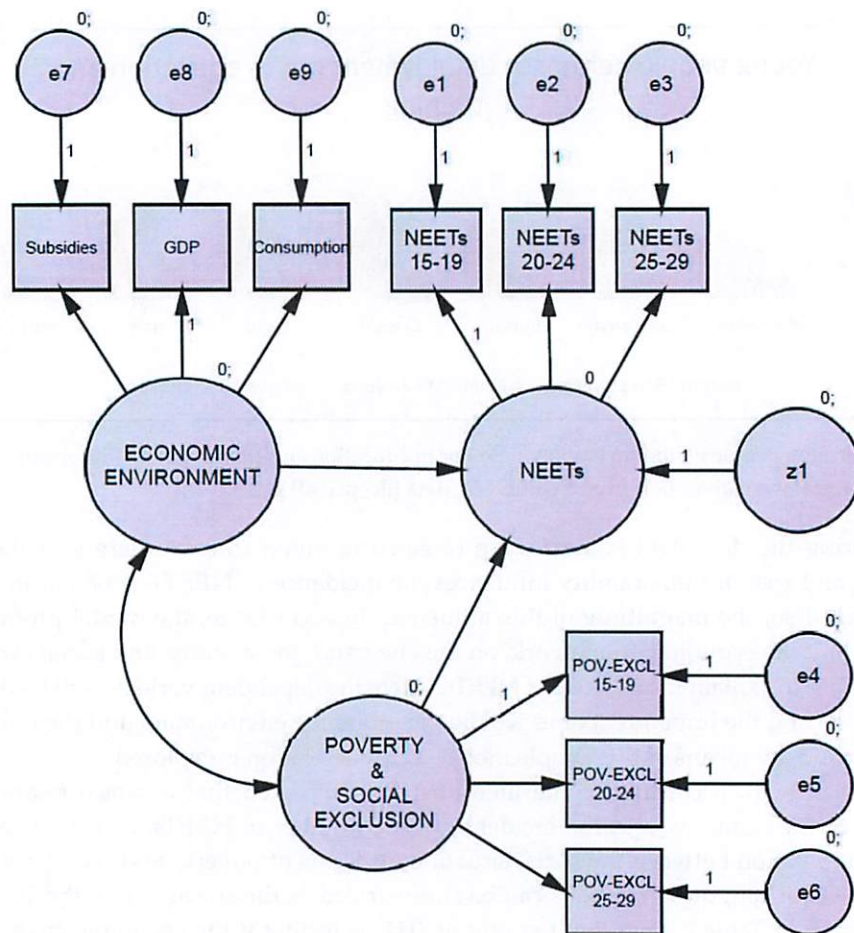 0; 0; 0; 0; 0; 0;
e7 e8 e9 e1 e2 e3
1 1 1 1 1 1
Subsidies GDP Consumption NEETs NEETs NEETs
15-19 20-24 25-29
1 0; 1 0
0;
ECONOMIC
ENVIRONMENT
NEETs
1
z1
0;
0;
POV-EXCL
15-19
1
e4
1
POVERTY
&
SOCIAL
EXCLUSION
0;
POV-EXCL
20-24
1
e5
0;
POV-EXCL
25-29
1
e6